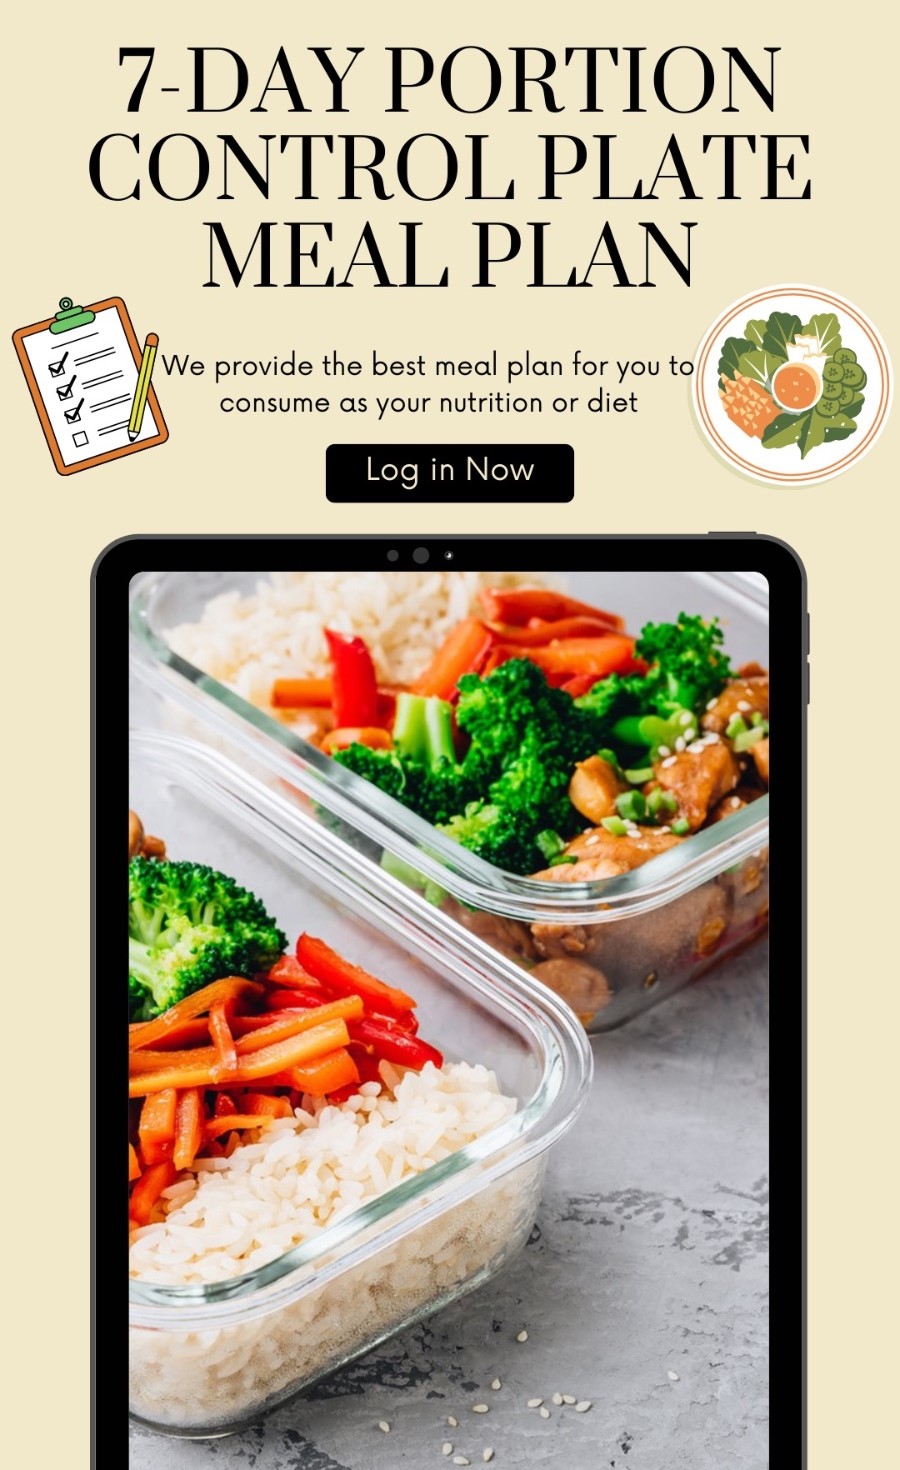 7-DAY PORTION
CONTROL PLATE
MEAL PLAN
We provide the best meal plan for you to
consume as your nutrition or diet
Log in Now